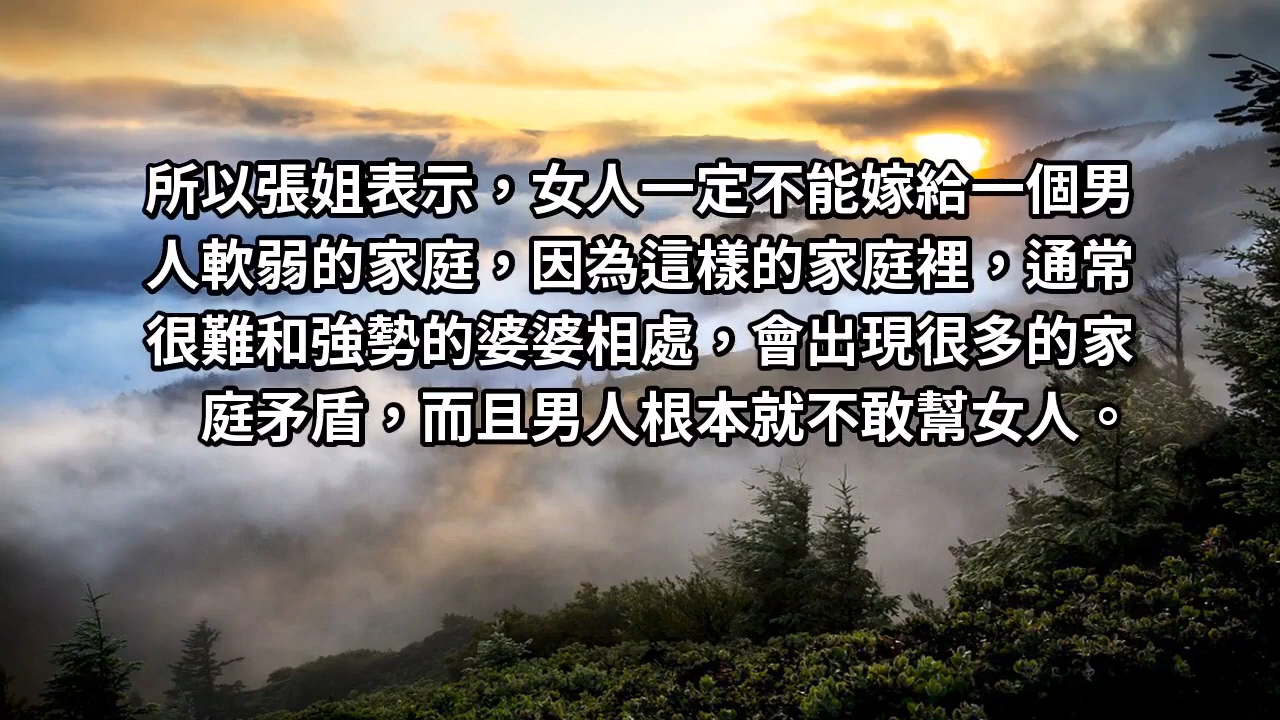 所以張姐表示，女人一定不能嫁給一個男
人軟弱的家庭，因為這樣的家庭裡，通常
很難和強勢的婆婆相處，會出現很多的家
庭矛盾，而且男人根本就不敢幫女人。